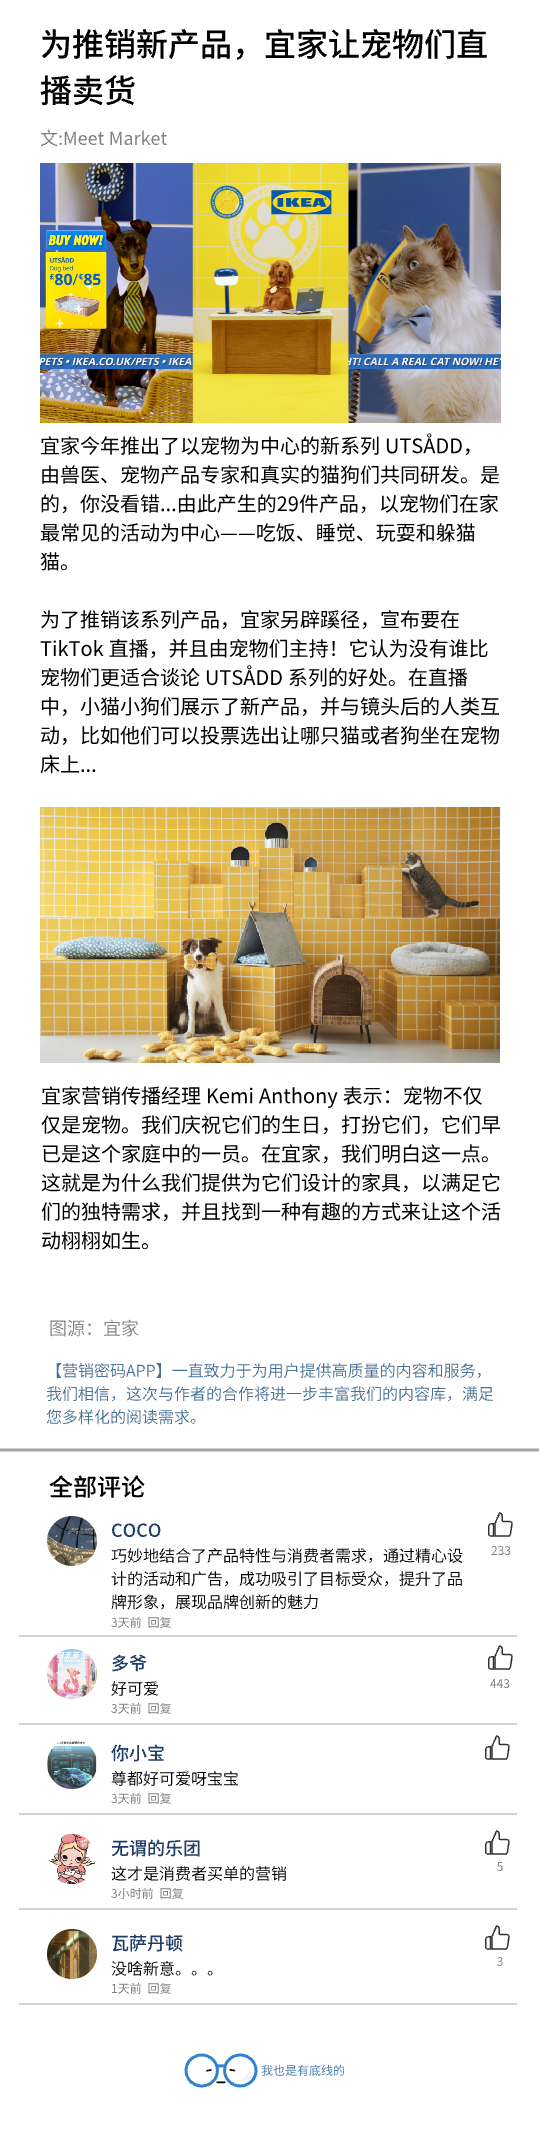 为推销新产品，宜家让宠物们直
播卖货
文:Meet Market
BUY NOW!
UTSÅDD
Dog bed
£80/€85
IKEA
PETS • IKEA.CO.UK/PETS • IKEA
HT! CALL A REAL CAT NOW! HE'
宜家今年推出了以宠物为中心的新系列 UTSÅDD，
由兽医、宠物产品专家和真实的猫狗们共同研发。是
的，你没看错...由此产生的29件产品，以宠物们在家
最常见的活动为中心——吃饭、睡觉、玩耍和躲猫
猫。
为了推销该系列产品，宜家另辟蹊径，宣布要在
TikTok 直播，并且由宠物们主持！它认为没有谁比
宠物们更适合谈论 UTSÅDD 系列的好处。在直播
中，小猫小狗们展示了新产品，并与镜头后的人类互
动，比如他们可以投票选出让哪只猫或者狗坐在宠物
床上...
宜家营销传播经理 Kemi Anthony 表示：宠物不仅
仅是宠物。我们庆祝它们的生日，打扮它们，它们早
已是这个家庭中的一员。在宜家，我们明白这一点。
这就是为什么我们提供为它们设计的家具，以满足它
们的独特需求，并且找到一种有趣的方式来让这个活
动栩栩如生。
图源：宜家
【营销密码APP】一直致力于为用户提供高质量的内容和服务，
我们相信，这次与作者的合作将进一步丰富我们的内容库，满足
您多样化的阅读需求。
全部评论
COCO
233
巧妙地结合了产品特性与消费者需求，通过精心设
计的活动和广告，成功吸引了目标受众，提升了品
牌形象，展现品牌创新的魅力
3天前 回复
多爷
443
好可爱
3天前 回复
你小宝
尊都好可爱呀宝宝
3天前 回复
无谓的乐团
5
这才是消费者买单的营销
3小时前 回复
瓦萨丹顿
3
没啥新意。。。
1天前 回复
我也是有底线的